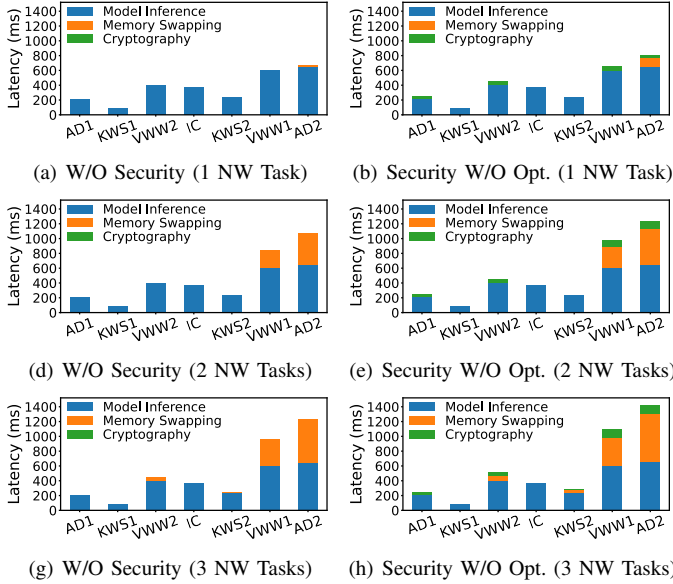 1400
1200
1000
800
600
400
200
0
Latency (ms)
Model Inference
Memory Swapping
Cryptography
AD1 KWS1 VWW2 IC KWS2 VWW1 AD2
(a) W/O Security (1 NW Task)
1400
1200
1000
800
600
400
200
0
Latency (ms)
Model Inference
Memory Swapping
Cryptography
AD1 KWS1 VWW2 IC KWS2 VWW1 AD2
(b) Security W/O Opt. (1 NW Task)
1400
1200
1000
800
600
400
200
0
Latency (ms)
Model Inference
Memory Swapping
Cryptography
AD1 KWS1 VWW2 IC KWS2 VWW1 AD2
(d) W/O Security (2 NW Tasks)
1400
1200
1000
800
600
400
200
0
Latency (ms)
Model Inference
Memory Swapping
Cryptography
AD1 KWS1 VWW2 IC KWS2 VWW1 AD2
(e) Security W/O Opt. (2 NW Tasks)
1400
1200
1000
800
600
400
200
0
Latency (ms)
Model Inference
Memory Swapping
Cryptography
AD1 KWS1 VWW2 IC KWS2 VWW1 AD2
(g) W/O Security (3 NW Tasks)
1400
1200
1000
800
600
400
200
0
Latency (ms)
Model Inference
Memory Swapping
Cryptography
AD1 KWS1 VWW2 IC KWS2 VWW1 AD2
(h) Security W/O Opt. (3 NW Tasks)